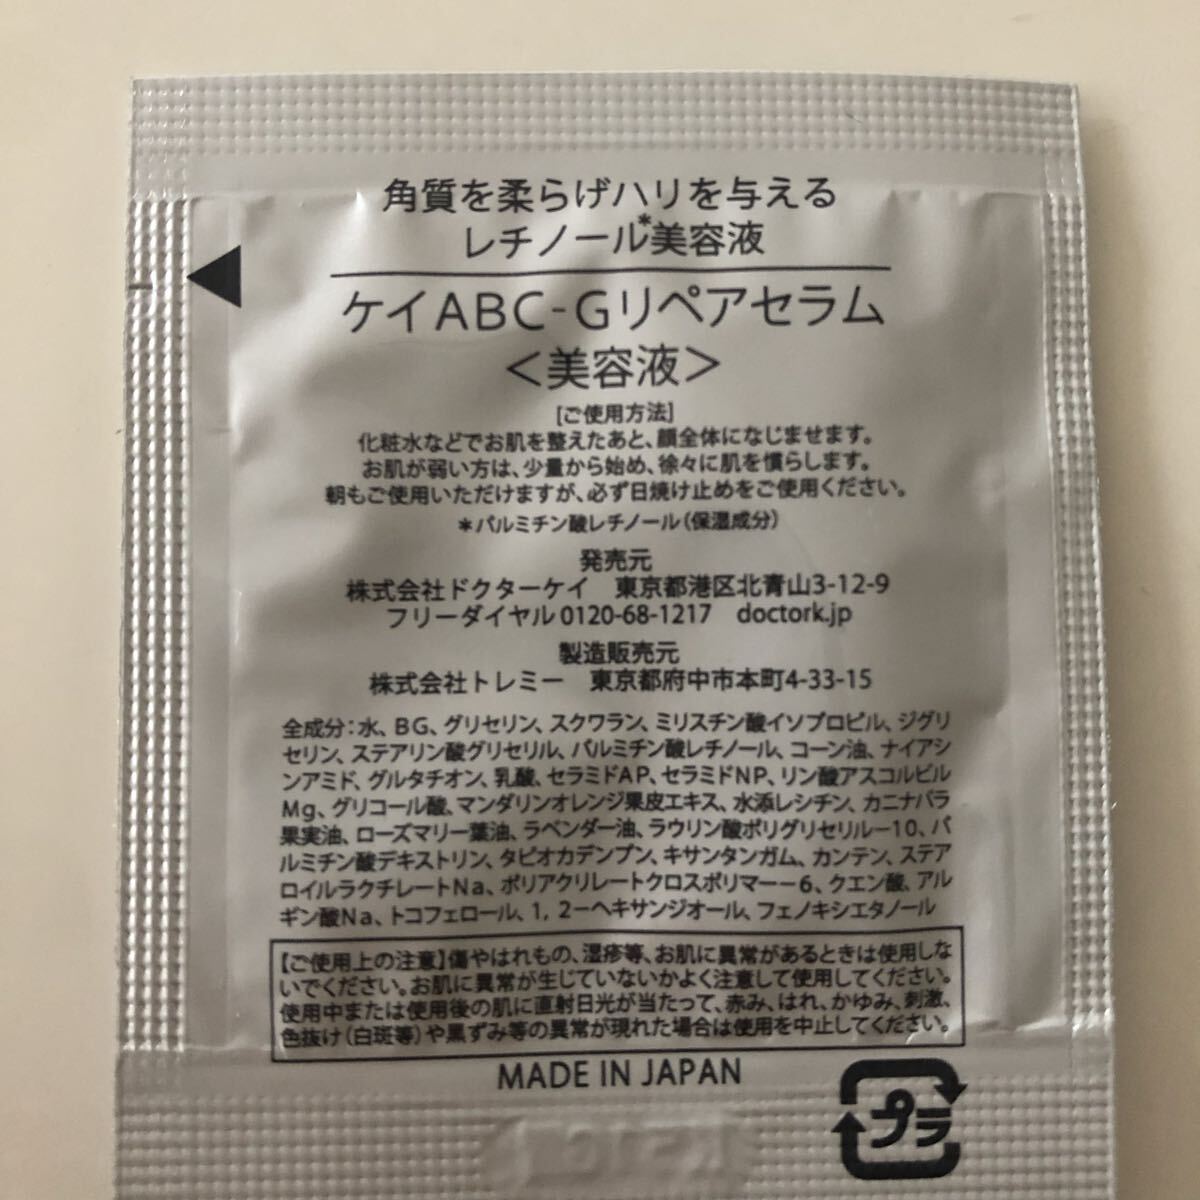 角質を柔らげハリを与える
レチノール*美容液
ケイABC-Gリペアセラム
＜美容液＞
[ご使用方法]
化粧水などでお肌を整えたあと、顔全体になじませます。
お肌が弱い方は、少量から始め、徐々に肌を慣らします。
朝もご使用いただけますが、必ず日焼け止めをご使用ください。
*パルミチン酸レチノール（保湿成分）
発売元
株式会社ドクターケイ　東京都港区北青山3-12-9
フリーダイヤル0120-68-1217　doctork.jp
製造販売元
株式会社トレミー　東京都府中市本町4-33-15
全成分：水、BG、グリセリン、スクワラン、ミリスチン酸イソプロピル、ジグリ
セリン、ステアリン酸グリセリル、パルミチン酸レチノール、コーン油、ナイアシ
ンアミド、グルタチオン、乳酸、セラミドAP、セラミドNP、リン酸アスコルビル
Mg、グリコール酸、マンダリンオレンジ果皮エキス、水添レシチン、カニナバラ
果実油、ローズマリー葉油、ラベンダー油、ラウリン酸ポリグリセリル－10、パ
ルミチン酸デキストリン、タピオカデンプン、キサンタンガム、カンテン、ステア
ロイルラクチレートNa、ポリアクリレートクロスポリマー－6、クエン酸、アル
ギン酸Na、トコフェロール、1，2－ヘキサンジオール、フェノキシエタノール
【ご使用上の注意】傷やはれもの、湿疹等、お肌に異常があるときは使用しな
いでください。お肌に異常が生じていないかよく注意して使用してください。
使用中または使用後の肌に直射日光が当たって、赤み、はれ、かゆみ、刺激、
色抜け（白斑等）や黒ずみ等の異常が現れた場合は使用を中止してください。
MADE IN JAPAN
プラ